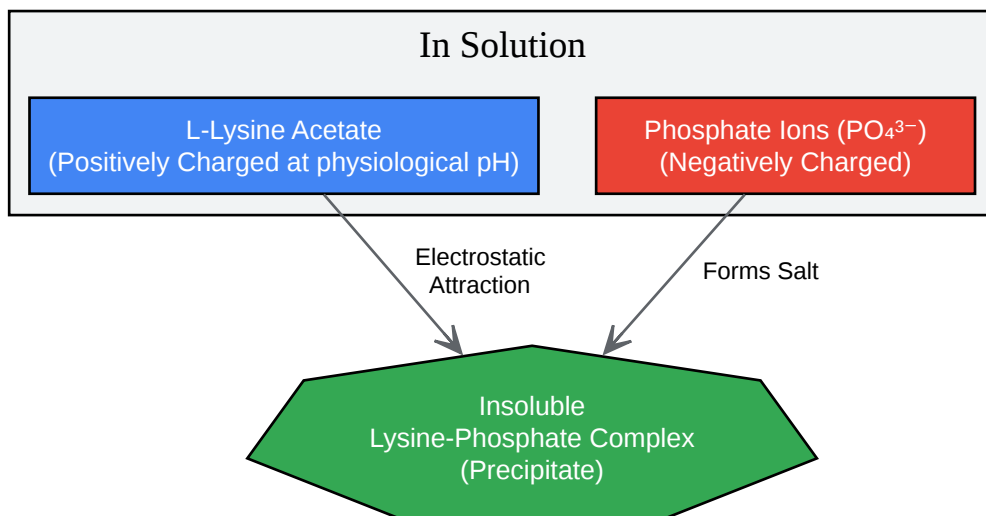 In Solution
L-Lysine Acetate
(Positively Charged at physiological pH)
Phosphate Ions (PO₄³⁻)
(Negatively Charged)
Electrostatic
Attraction
Forms Salt
Insoluble
Lysine-Phosphate Complex
(Precipitate)